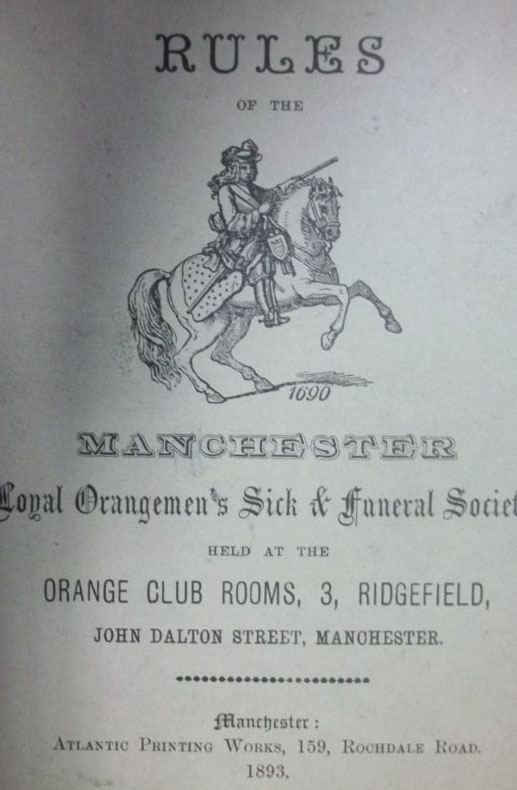 RULES
OF THE
1690
MANCHESTER
Loyal Orangemen's Sick & Funeral Societ
HELD AT THE
ORANGE CLUB ROOMS, 3, RIDGEFIELD,
JOHN DALTON STREET, MANCHESTER.
Manchester:
ATLANTIC PRINTING WORKS, 159, ROCHDALE ROAD.
1893.